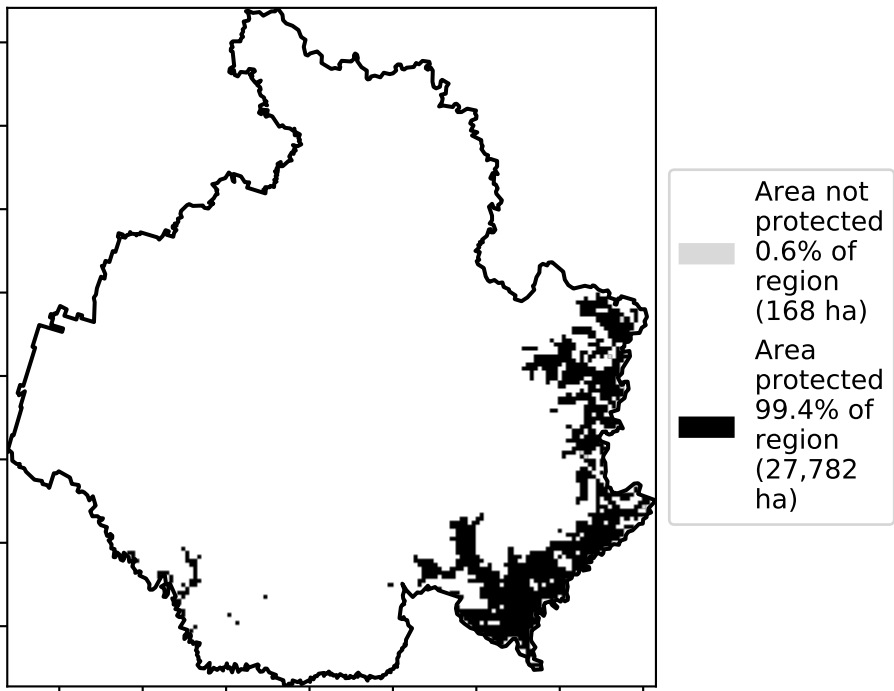 Area not
protected
0.6% of
region
(168 ha)
Area
protected
99.4% of
region
(27,782
ha)